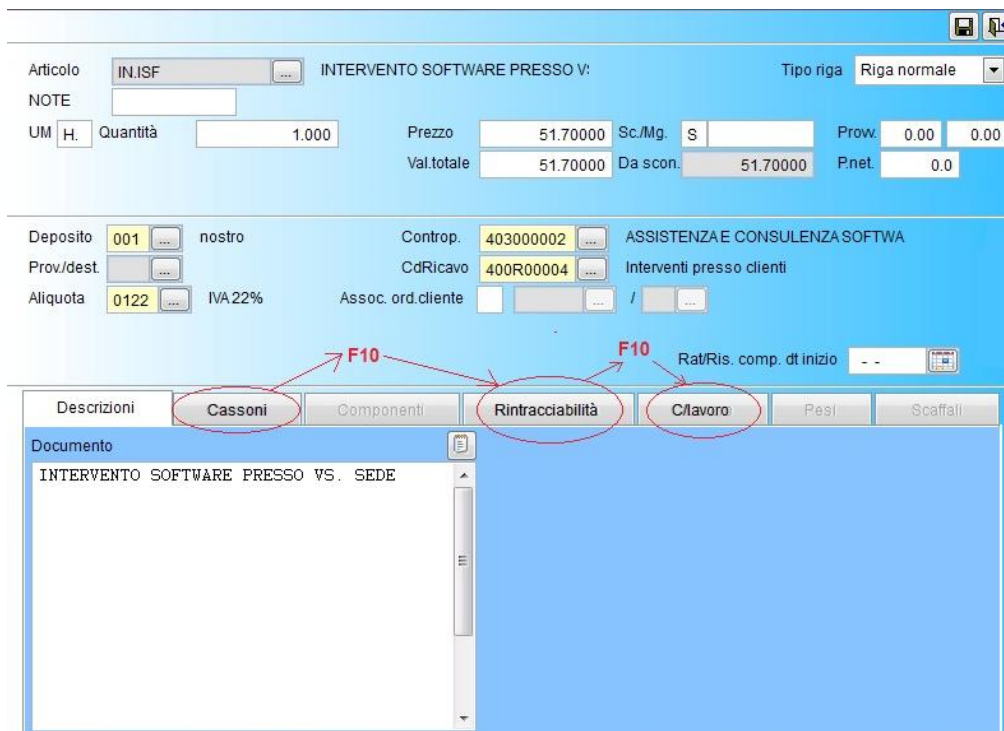 Articolo IN.ISF ... INTERVENTO SOFTWARE PRESSO V: Tipo riga Riga normale
NOTE
UM H. Quantità 1.000 Prezzo 51.70000 Sc./Mg. S Provv. 0.00 0.00
Val.totale 51.70000 Da scon. 51.70000 P.net. 0.0
Deposito 001 ... nostro Controp. 403000002 ... ASSISTENZA E CONSULENZA SOFTWA
Prov./dest. ... CdRicavo 400R00004 ... Interventi presso clienti
Aliquota 0122 ... IVA 22% Assoc. ord.cliente ... / ...
F10 F10 Rat/Ris. comp. dt inizio - -
Descrizioni Cassoni Componenti Rintracciabilità C/lavoro Pesi Scaffali
Documento
INTERVENTO SOFTWARE PRESSO VS. SEDE